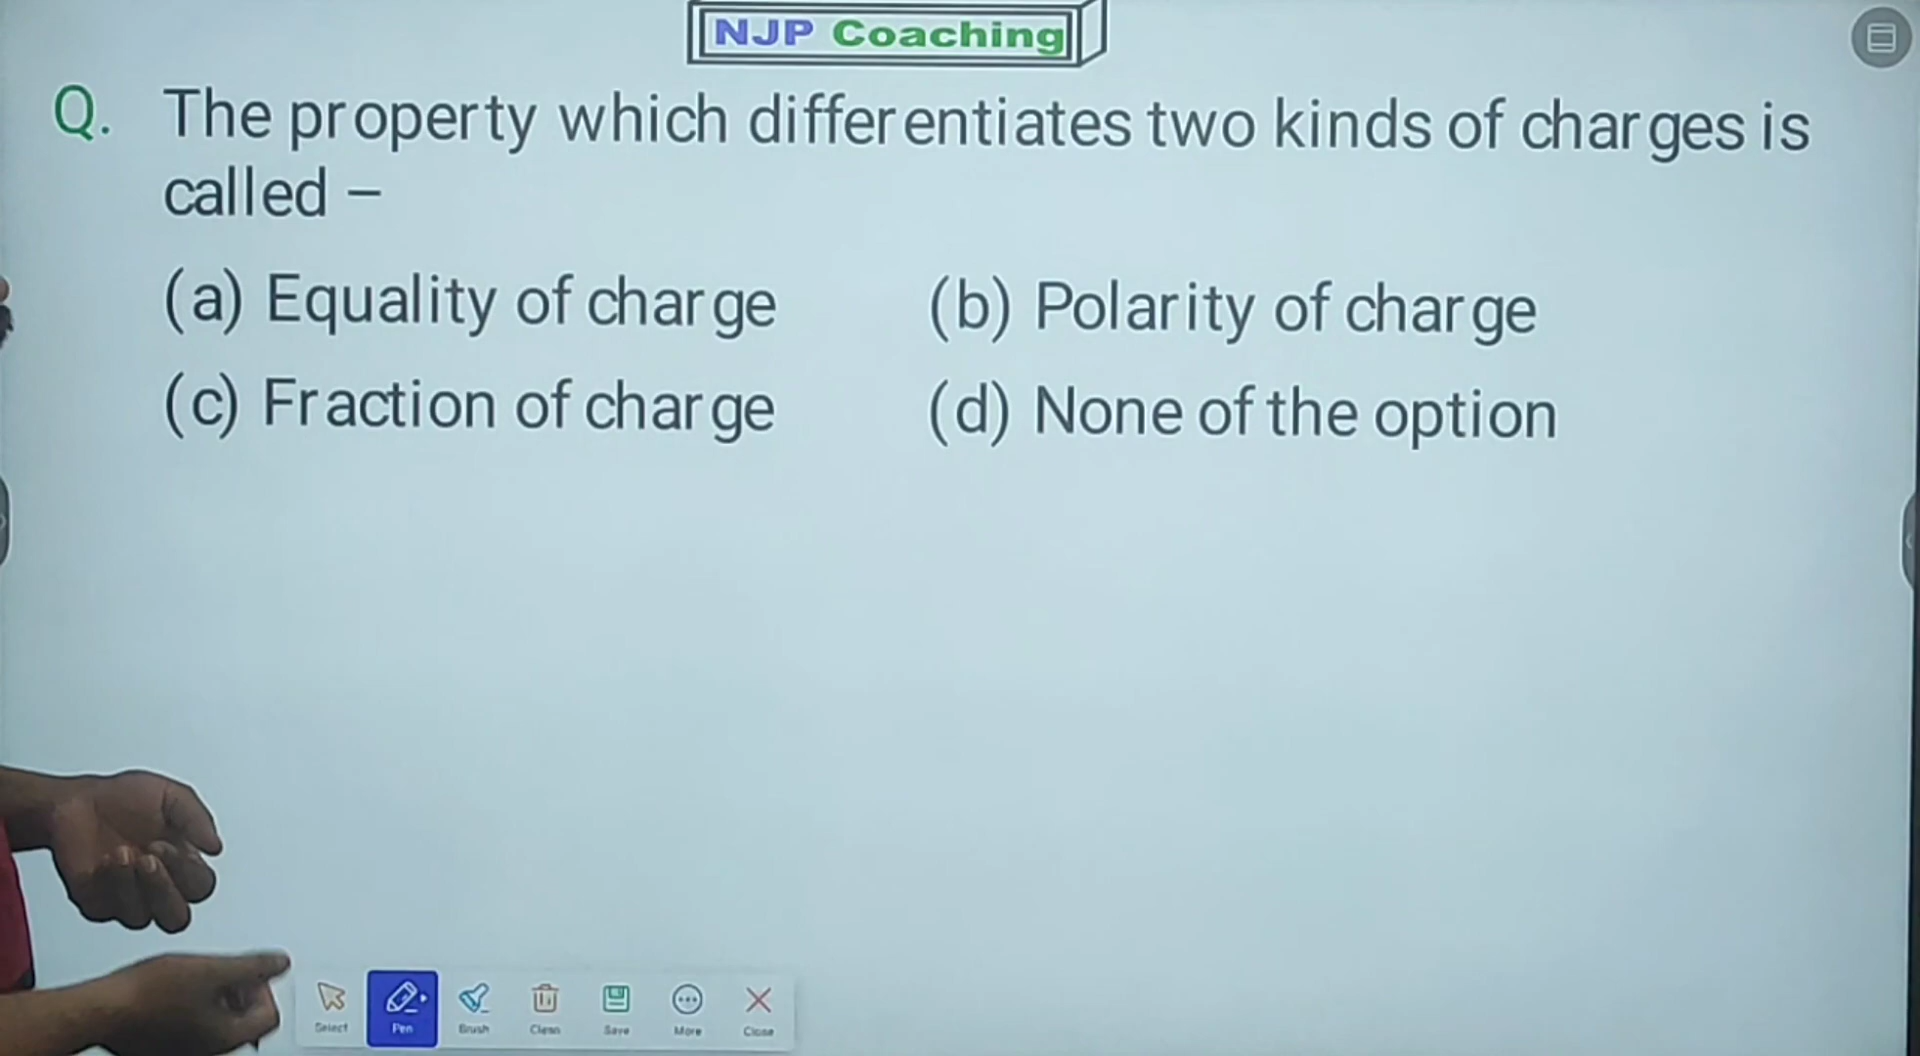 NJP Coaching
Q. The property which differentiates two kinds of charges is
called –
(a) Equality of charge (b) Polarity of charge
(c) Fraction of charge (d) None of the option
Select Pen Brush Clean Save More Close